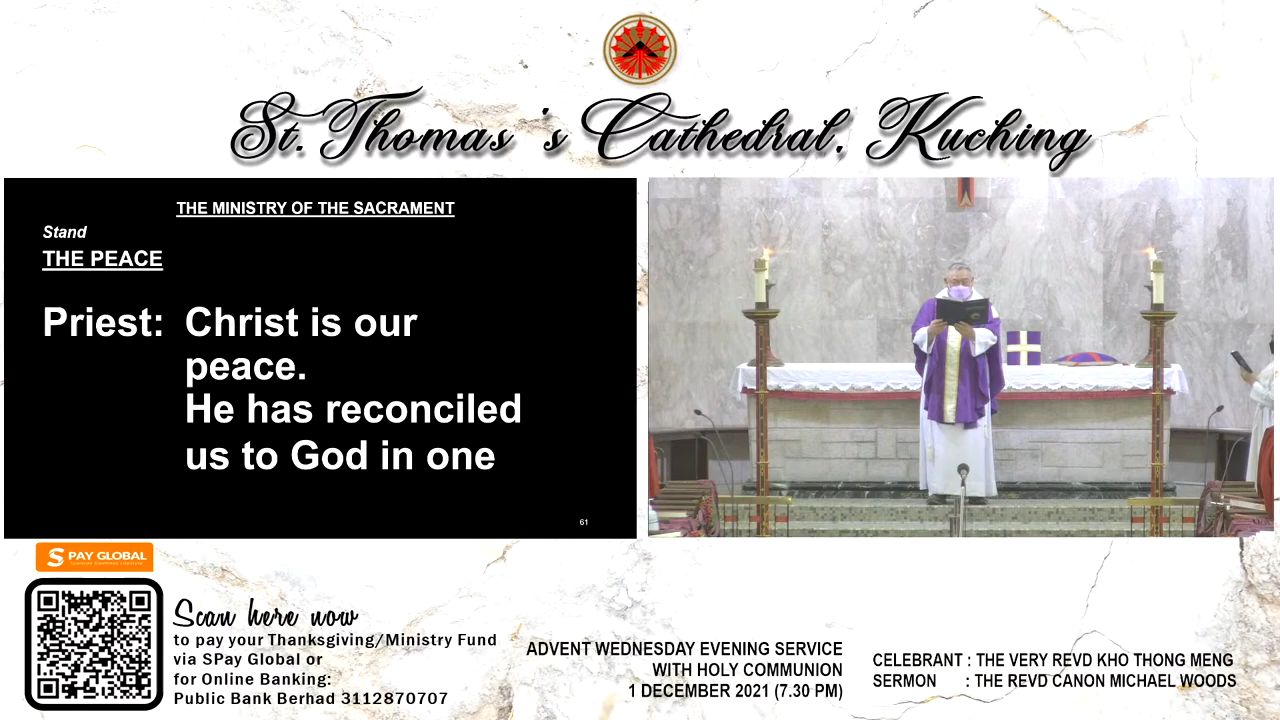 St. Thomas 's Cathedral, Kuching
THE MINISTRY OF THE SACRAMENT
Stand
THE PEACE
Priest: Christ is our
peace.
He has reconciled
us to God in one
61
S PAY GLOBAL
Scan here now
to pay your Thanksgiving/Ministry Fund
via SPay Global or
for Online Banking:
Public Bank Berhad 3112870707
ADVENT WEDNESDAY EVENING SERVICE
WITH HOLY COMMUNION
1 DECEMBER 2021 (7.30 PM)
CELEBRANT : THE VERY REVD KHO THONG MENG
SERMON : THE REVD CANON MICHAEL WOODS